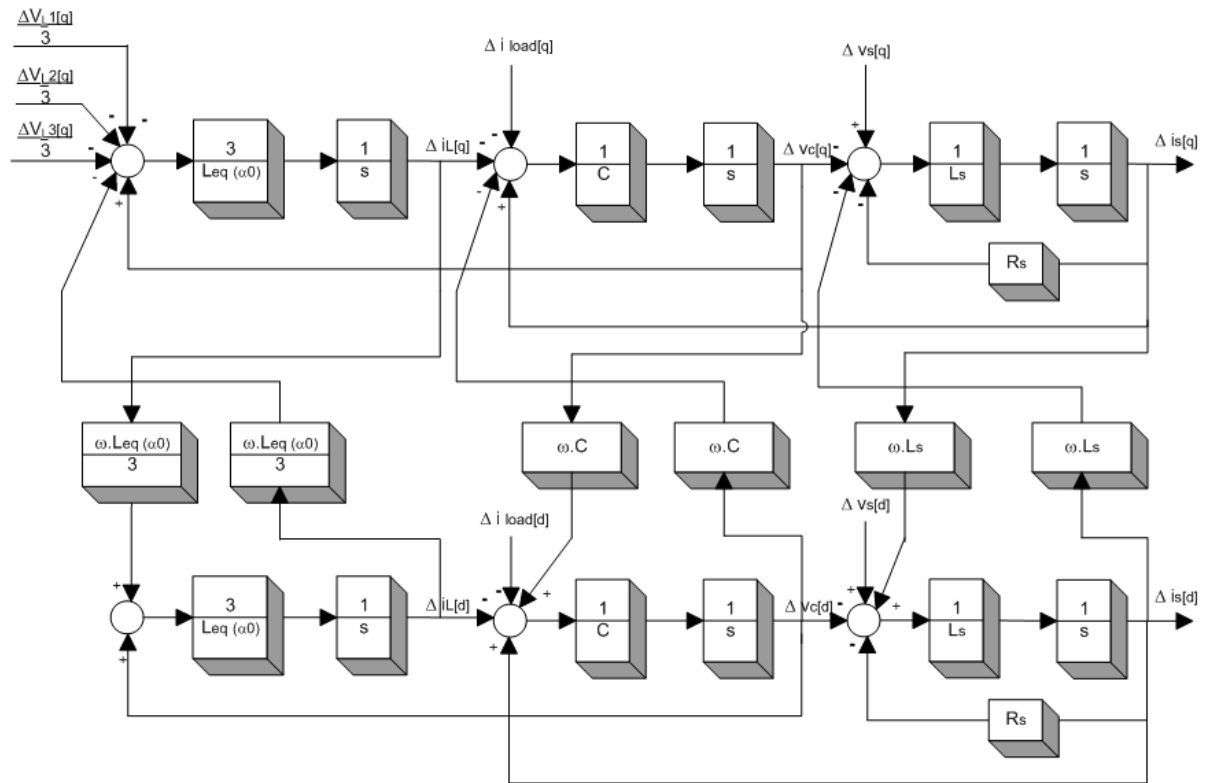 ΔVL1[q]
3
ΔVL2[q]
3
ΔVL3[q]
3
Δ i load[q]
Δ Vs[q]
- - - - +
3
Leq (α0)
1
s
Δ iL[q]
- - - +
1
C
1
s
Δ Vc[q]
+ - - -
1
Ls
1
s
Δ is[q]
Rs
ω.Leq (α0)
3
ω.Leq (α0)
3
ω.C
ω.C
ω.Ls
ω.Ls
Δ i load[d]
Δ Vs[d]
+ +
3
Leq (α0)
1
s
Δ iL[d]
- - + +
1
C
1
s
Δ Vc[d]
- + + -
1
Ls
1
s
Δ is[d]
Rs